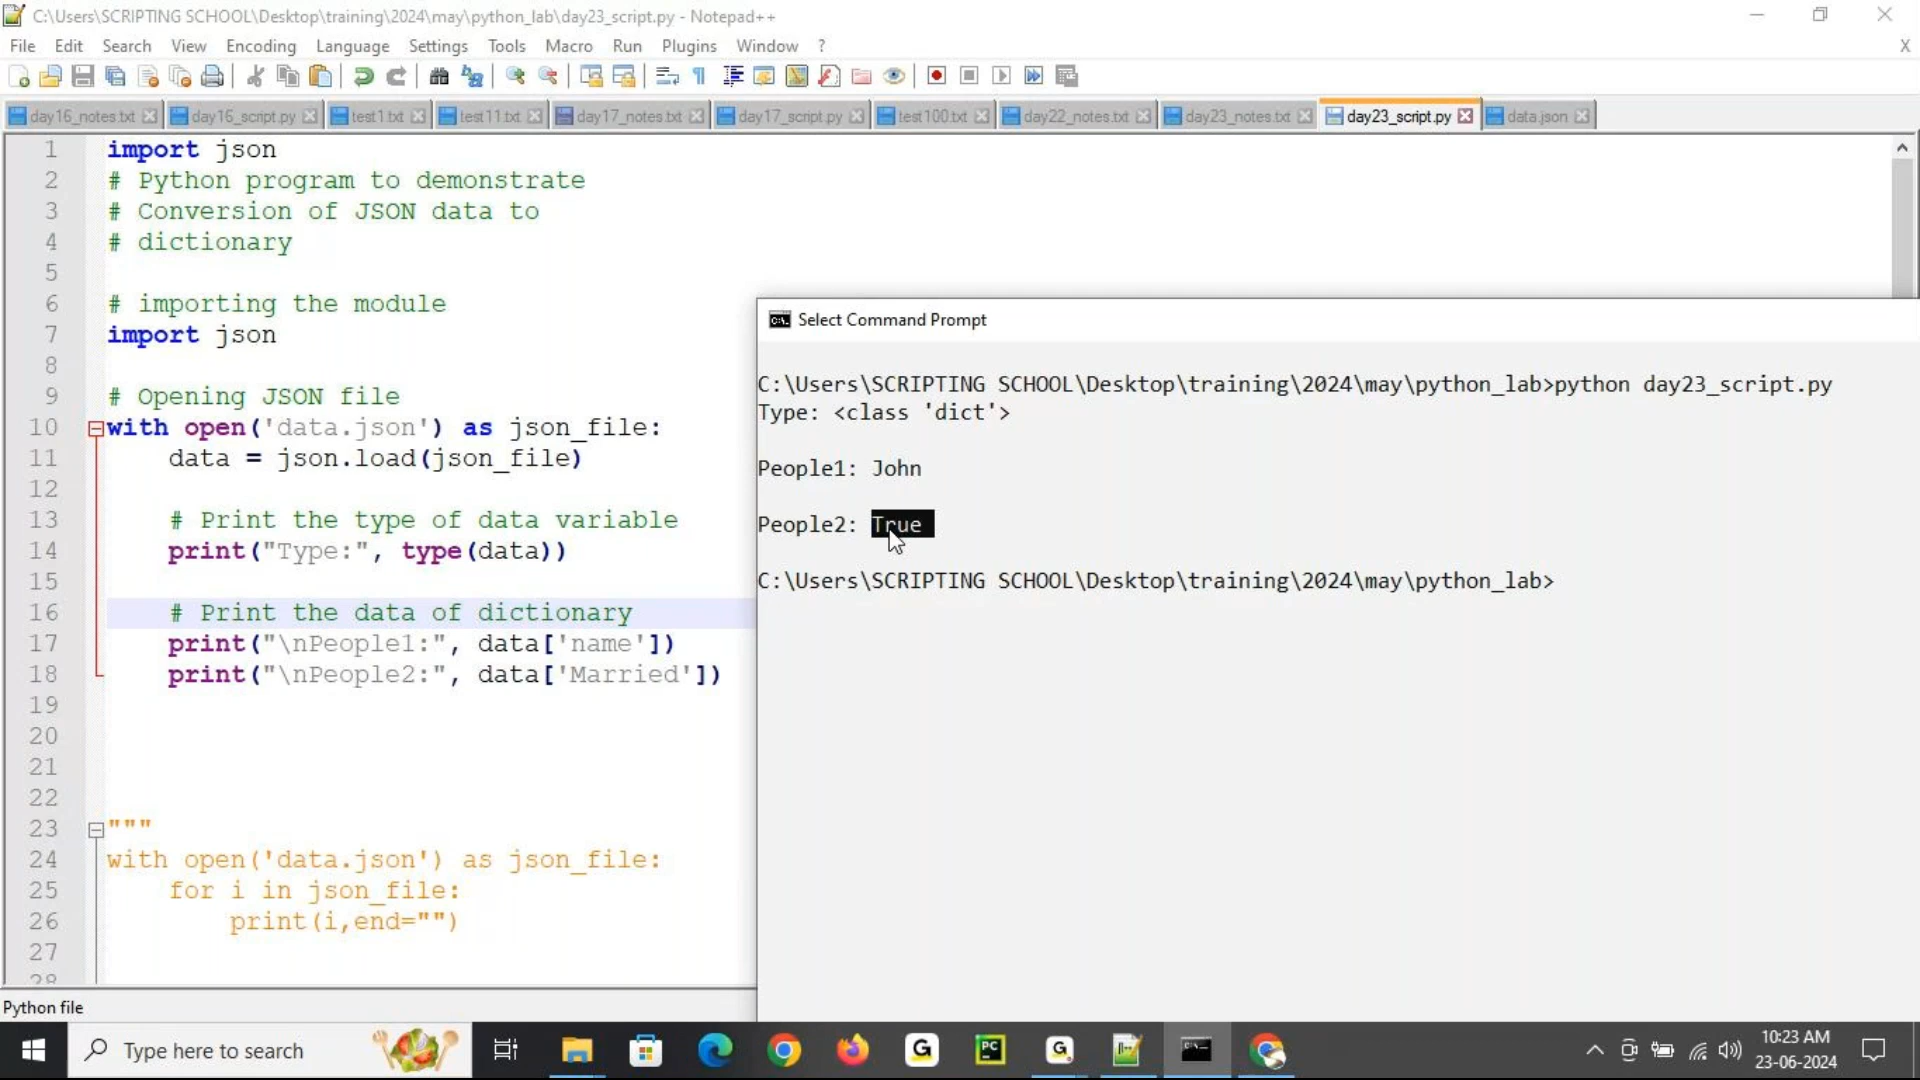 C:\Users\SCRIPTING SCHOOL\Desktop\training\2024\may\python_lab\day23_script.py - Notepad++
File Edit Search View Encoding Language Settings Tools Macro Run Plugins Window ? X
day16_notes.txt day16_script.py test1.txt test11.txt day17_notes.txt day17_script.py test100.txt day22_notes.txt day23_notes.txt day23_script.py data.json
1 import json
2 # Python program to demonstrate
3 # Conversion of JSON data to
4 # dictionary
5
6 # importing the module
7 import json
8
9 # Opening JSON file
10 with open('data.json') as json_file:
11 data = json.load(json_file)
12
13 # Print the type of data variable
14 print("Type:", type(data))
15
16 # Print the data of dictionary
17 print("\nPeople1:", data['name'])
18 print("\nPeople2:", data['Married'])
19
20
21
22
23 """
24 with open('data.json') as json_file:
25 for i in json_file:
26 print(i,end="")
27
28
Select Command Prompt
C:\Users\SCRIPTING SCHOOL\Desktop\training\2024\may\python_lab>python day23_script.py
Type: <class 'dict'>
People1: John
People2: True
C:\Users\SCRIPTING SCHOOL\Desktop\training\2024\may\python_lab>
Python file
Type here to search
10:23 AM
23-06-2024